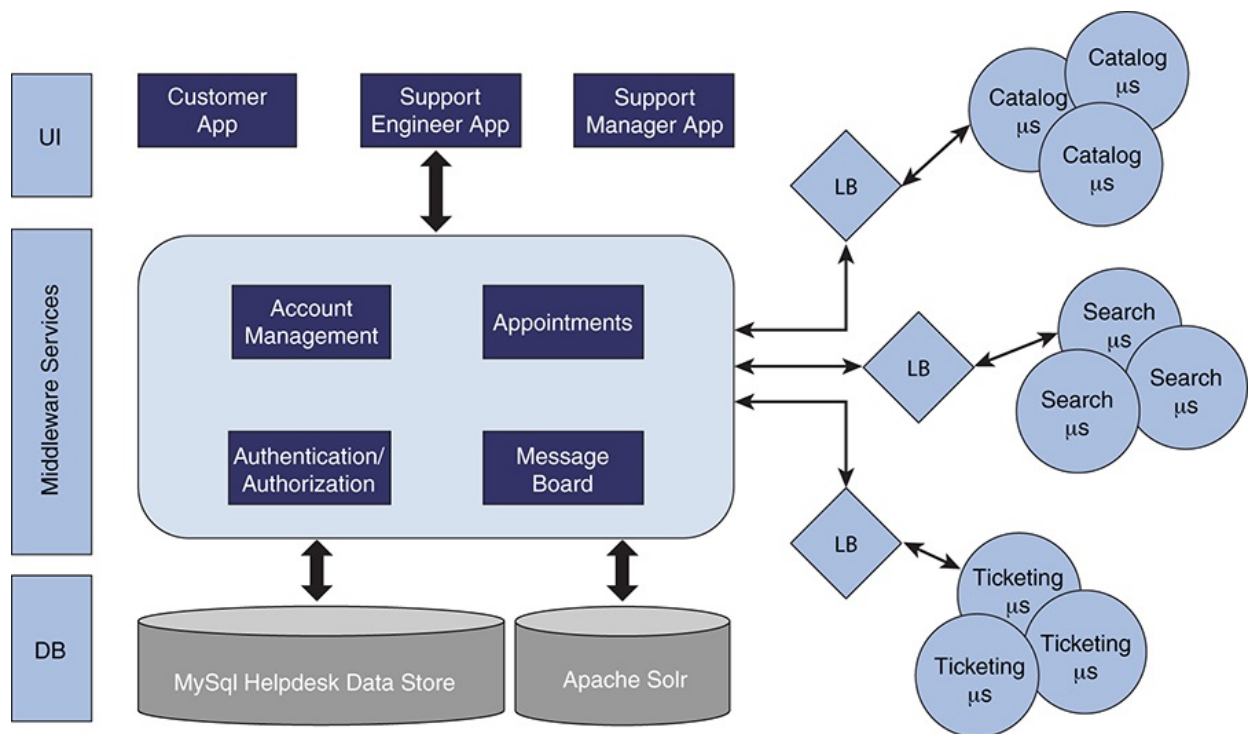 UI
Customer
App
Support
Engineer App
Support
Manager App
Middleware Services
Account
Management
Appointments
Authentication/
Authorization
Message
Board
DB
MySql Helpdesk Data Store
Apache Solr
LB
Catalog
μs
Catalog
μs
Catalog
μs
LB
Search
μs
Search
μs
Search
μs
LB
Ticketing
μs
Ticketing
μs
Ticketing
μs